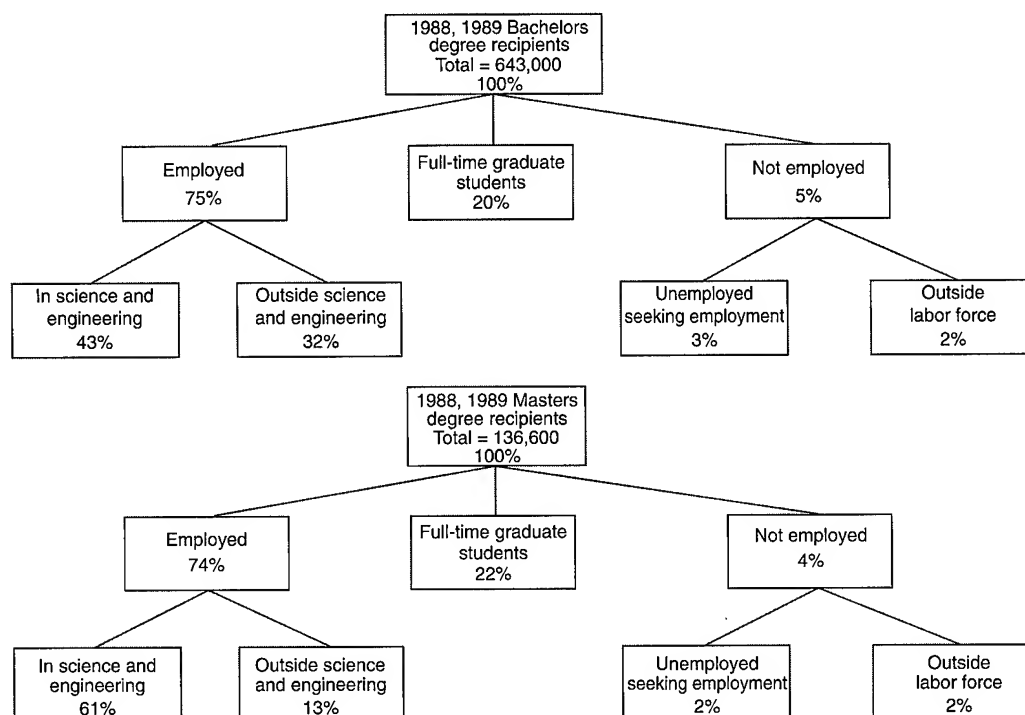 1988, 1989 Bachelors
degree recipients
Total = 643,000
100%
Employed
75%
Full-time graduate
students
20%
Not employed
5%
In science and
engineering
43%
Outside science
and engineering
32%
Unemployed
seeking employment
3%
Outside
labor force
2%
1988, 1989 Masters
degree recipients
Total = 136,600
100%
Employed
74%
Full-time graduate
students
22%
Not employed
4%
In science and
engineering
61%
Outside science
and engineering
13%
Unemployed
seeking employment
2%
Outside
labor force
2%